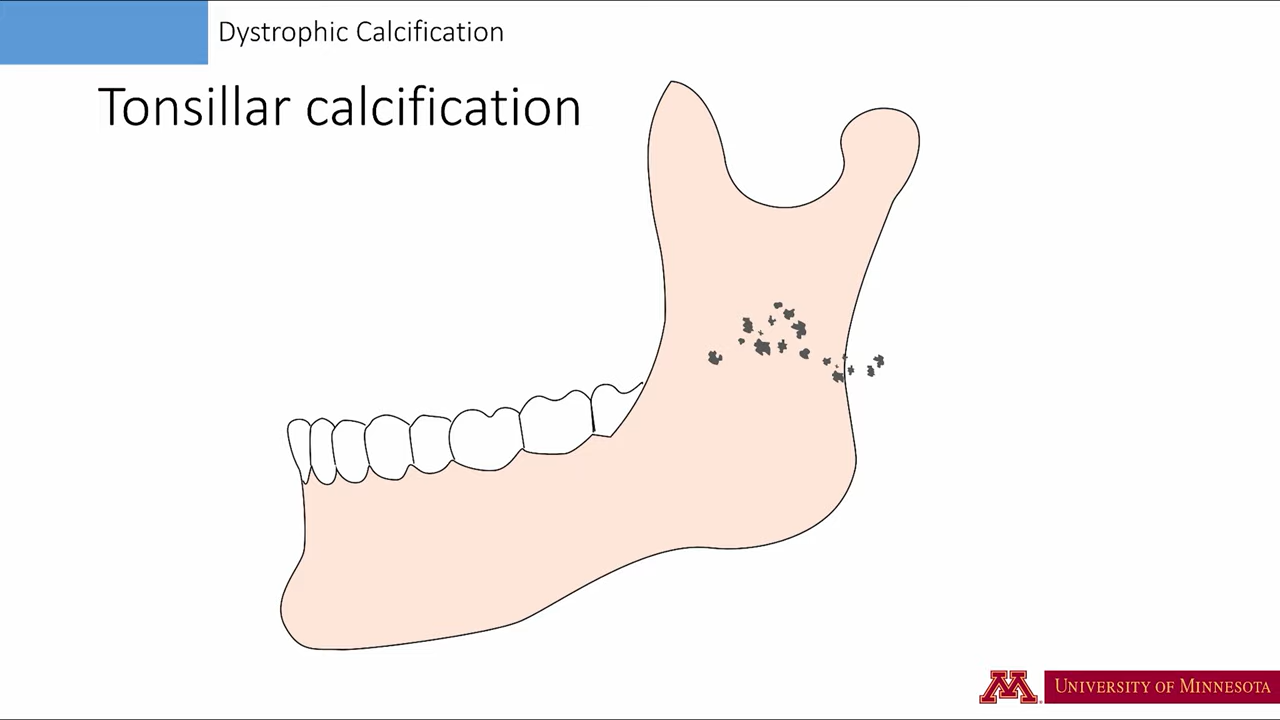 Dystrophic Calcification
Tonsillar calcification
M
University of Minnesota